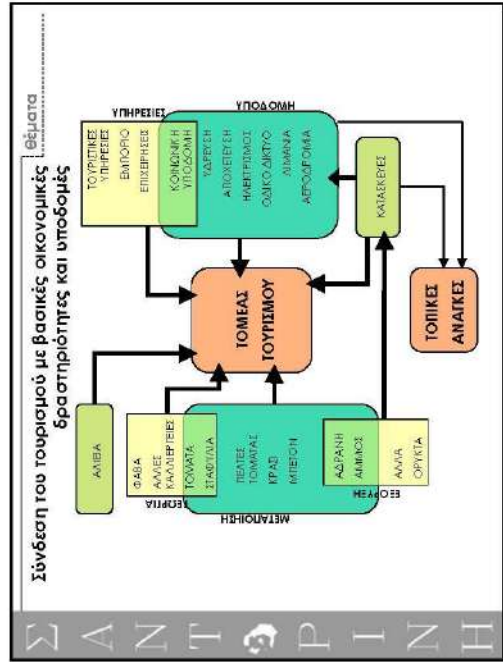 Θέματα
Σύνδεση του τουρισμού με βασικές οικονομικές
δραστηριότητες και υποδομές
ΑΛΙΕΙΑ
ΦΑΒΑ
ΑΛΛΕΣ
ΚΑΛΛΙΕΡΓΕΙΕΣ
ΤΟΜΑΤΑ
ΣΤΑΦΥΛΙΑ
ΓΕΩΡΓΙΑ
ΠΕΛΤΕΣ
ΤΟΜΑΤΑΣ
ΚΡΑΣΙ
ΜΠΕΤΟΝ
ΜΕΤΑΠΟΙΗΣΗ
ΑΔΡΑΝΗ
ΑΜΜΟΣ
ΑΛΛΑ
ΟΡΥΚΤΑ
ΕΞΟΡΥΞΗ
ΤΟΜΕΑΣ
ΤΟΥΡΙΣΜΟΥ
ΥΠΗΡΕΣΙΕΣ
ΤΟΥΡΙΣΤΙΚΕΣ
ΥΠΗΡΕΣΙΕΣ
ΕΜΠΟΡΙΟ
ΕΠΙΧΕΙΡΗΣΕΙΣ
ΚΟΙΝΩΝΙΚΗ
ΥΠΟΔΟΜΗ
ΥΔΡΕΥΣΗ
ΑΠΟΧΕΤΕΥΣΗ
ΗΛΕΚΤΡΙΣΜΟΣ
ΟΔΙΚΟ ΔΙΚΤΥΟ
ΛΙΜΑΝΙΑ
ΑΕΡΟΔΡΟΜΙΑ
ΥΠΟΔΟΜΗ
ΚΑΤΑΣΚΕΥΕΣ
ΤΟΠΙΚΕΣ
ΑΝΑΓΚΕΣ
ΣΑΝΤΟΡΙΝΗ